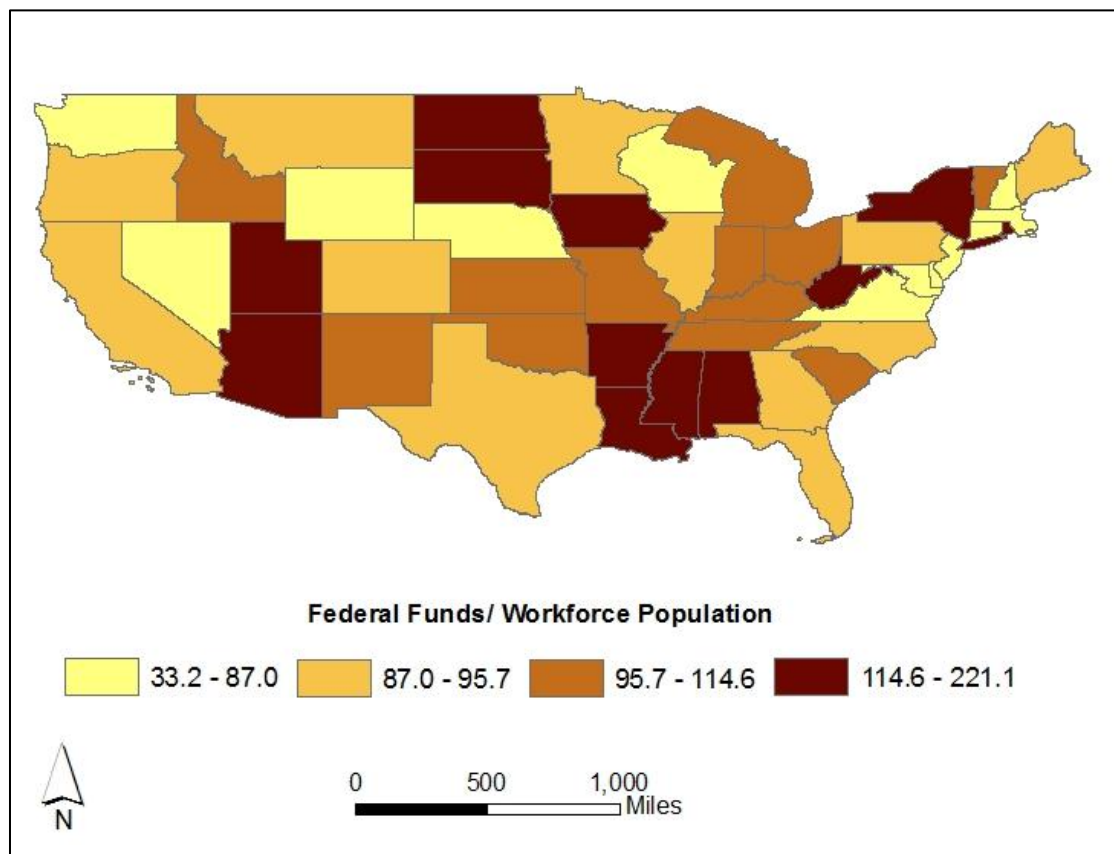 Federal Funds/ Workforce Population
33.2 - 87.0 87.0 - 95.7 95.7 - 114.6 114.6 - 221.1
0 500 1,000
Miles
N